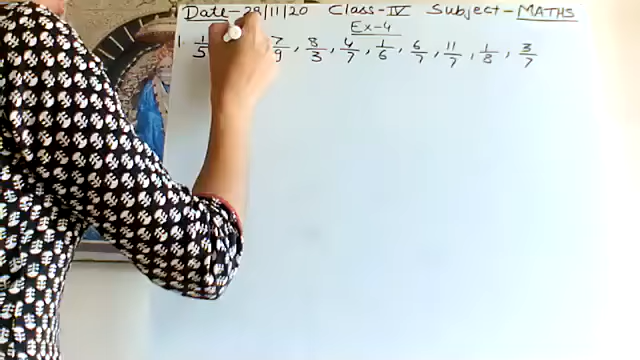 Date-28/11/20 Class-IV Subject-MATHS
Ex-4
1. 1/5 7/9, 8/3, 4/7, 1/6, 6/7, 11/7, 1/8, 3/7